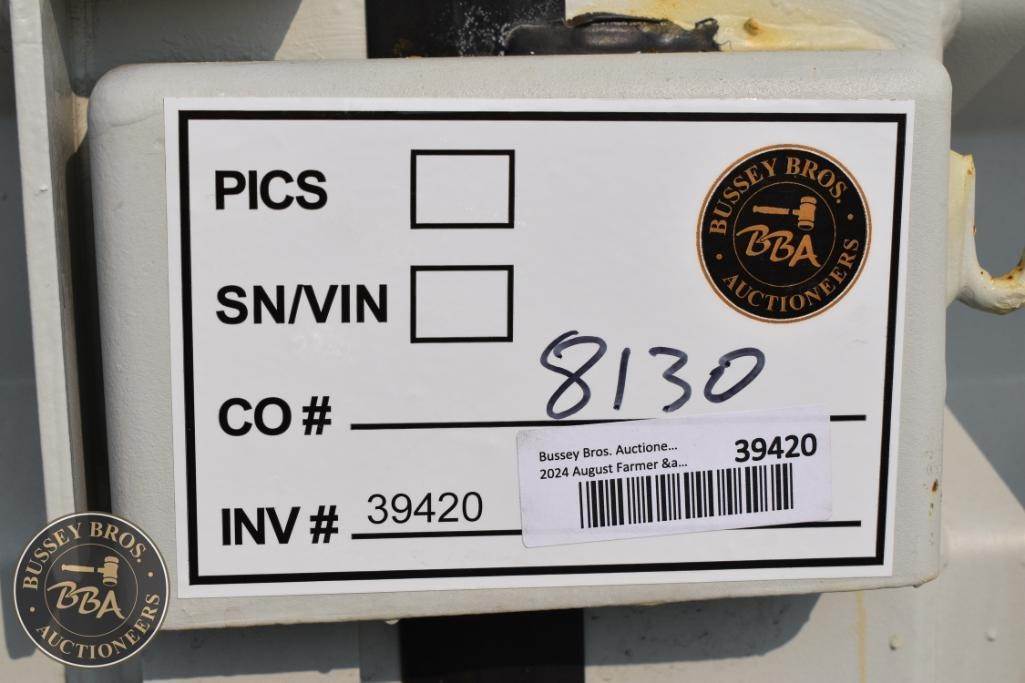 PICS
BUSSEY BROS.
BBA
AUCTIONEERS
SN/VIN
CO # 8130
Bussey Bros. Auctione... 39420
2024 August Farmer &a...
INV # 39420
BUSSEY BROS.
BBA
AUCTIONEERS